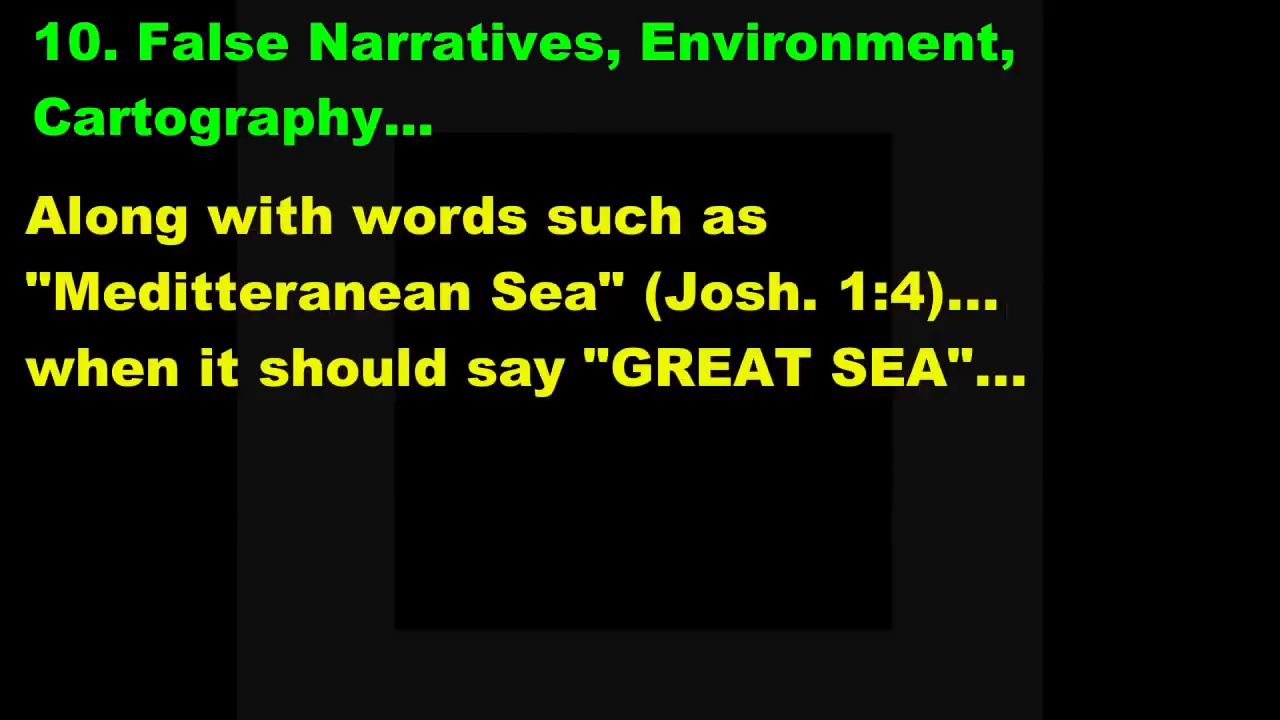 10. False Narratives, Environment,
Cartography...
Along with words such as
"Meditteranean Sea" (Josh. 1:4)...
when it should say "GREAT SEA"...